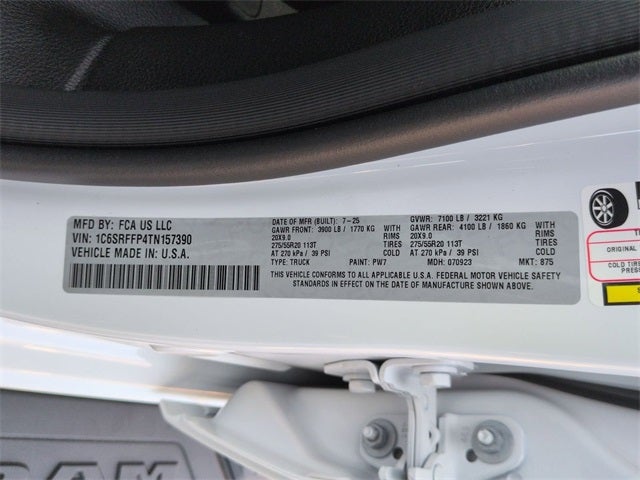 MFD BY: FCA US LLC
VIN: 1C6SRFFP4TN157390
VEHICLE MADE IN: U.S.A.
DATE OF MFR (BUILT): 7-25
GAWR FRONT: 3900 LB / 1770 KG WITH
20X9.0 RIMS
275/55R20 113T
AT 270 kPa / 39 PSI COLD
TYPE: TRUCK PAINT: PW7
GVWR: 7100 LB / 3221 KG
GAWR REAR: 4100 LB / 1860 KG WITH
20X9.0 RIMS
275/55R20 113T
AT 270 kPa / 39 PSI COLD
MDH: 070923 MKT: 875
THIS VEHICLE CONFORMS TO ALL APPLICABLE U.S.A. FEDERAL MOTOR VEHICLE SAFETY
STANDARDS IN EFFECT ON THE DATE OF MANUFACTURE SHOWN ABOVE.
ORIGINAL
COLD TIRE
RAM